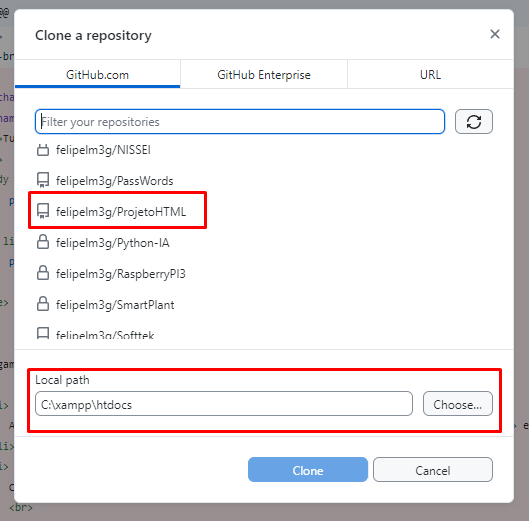 Clone a repository
GitHub.com
GitHub Enterprise
URL
Filter your repositories
felipelm3g/NISSEI
felipelm3g/PassWords
felipelm3g/ProjetoHTML
felipelm3g/Python-IA
felipelm3g/RaspberryPI3
felipelm3g/SmartPlant
felipelm3g/Softtek
Local path
C:\xampp\htdocs
Choose...
Clone
Cancel
<br>